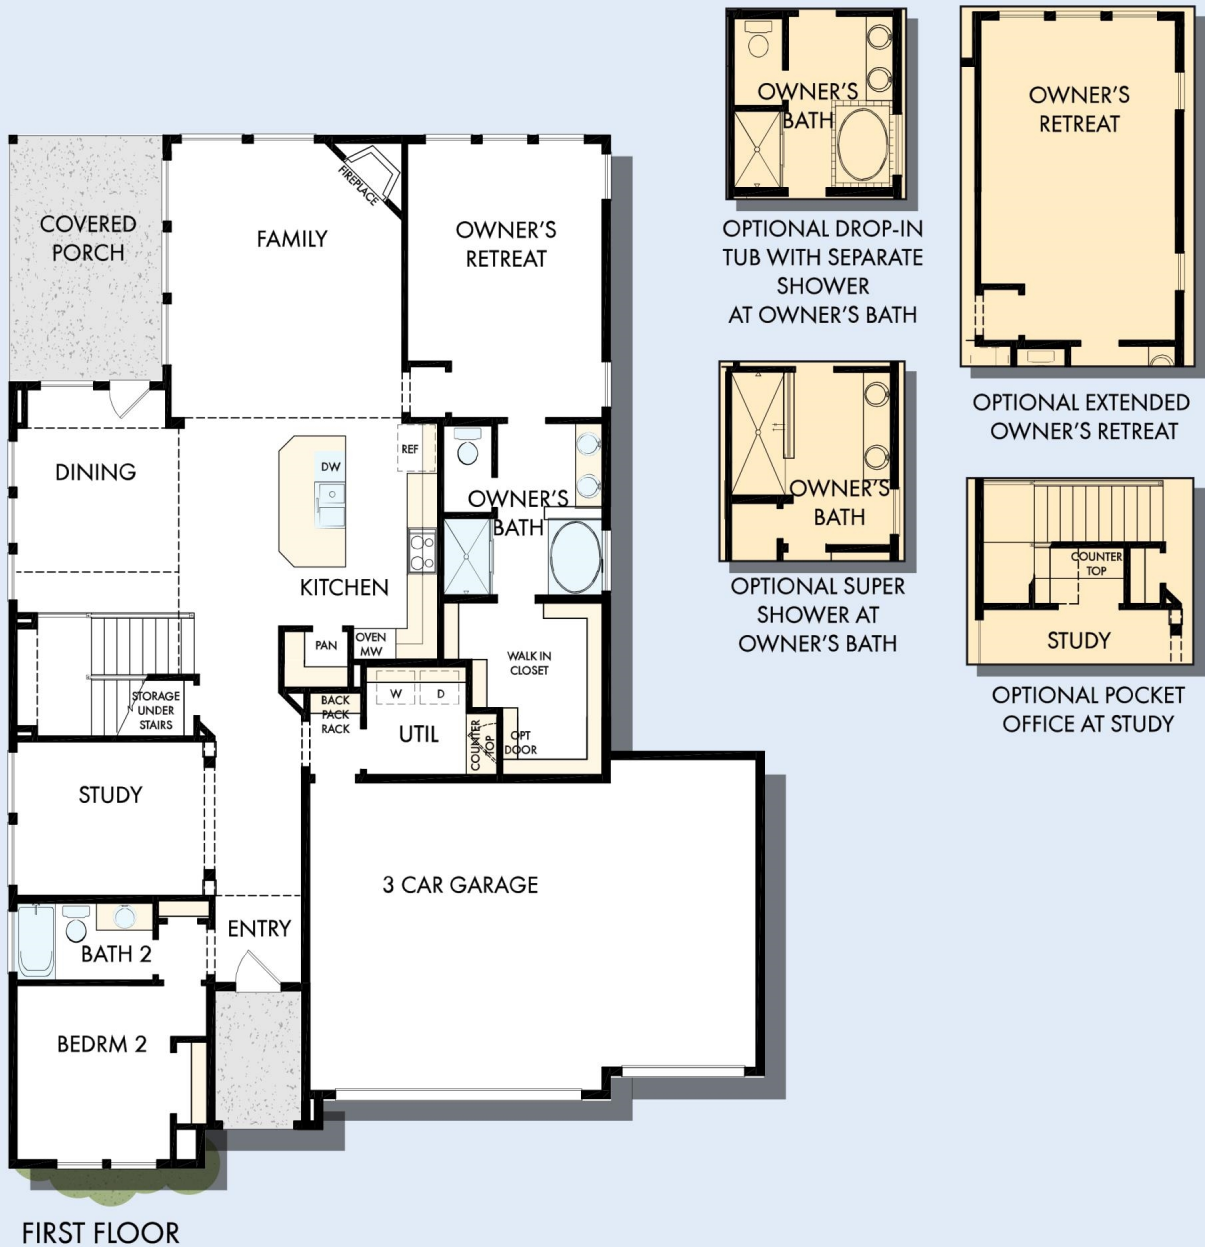 COVERED
PORCH
FAMILY
FIREPLACE
OWNER'S
RETREAT
DINING
DW
REF
KITCHEN
OWNER'S
BATH
PAN
OVEN
MW
WALK IN
CLOSET
STORAGE
UNDER
STAIRS
BACK
PACK
RACK
W
D
UTIL
COUNTER
TOP
OPT
DOOR
STUDY
3 CAR GARAGE
ENTRY
BATH 2
BEDRM 2
FIRST FLOOR
OWNER'S
BATH
OPTIONAL DROP-IN
TUB WITH SEPARATE
SHOWER
AT OWNER'S BATH
OWNER'S
RETREAT
OPTIONAL EXTENDED
OWNER'S RETREAT
OWNER'S
BATH
OPTIONAL SUPER
SHOWER AT
OWNER'S BATH
COUNTER
TOP
STUDY
OPTIONAL POCKET
OFFICE AT STUDY